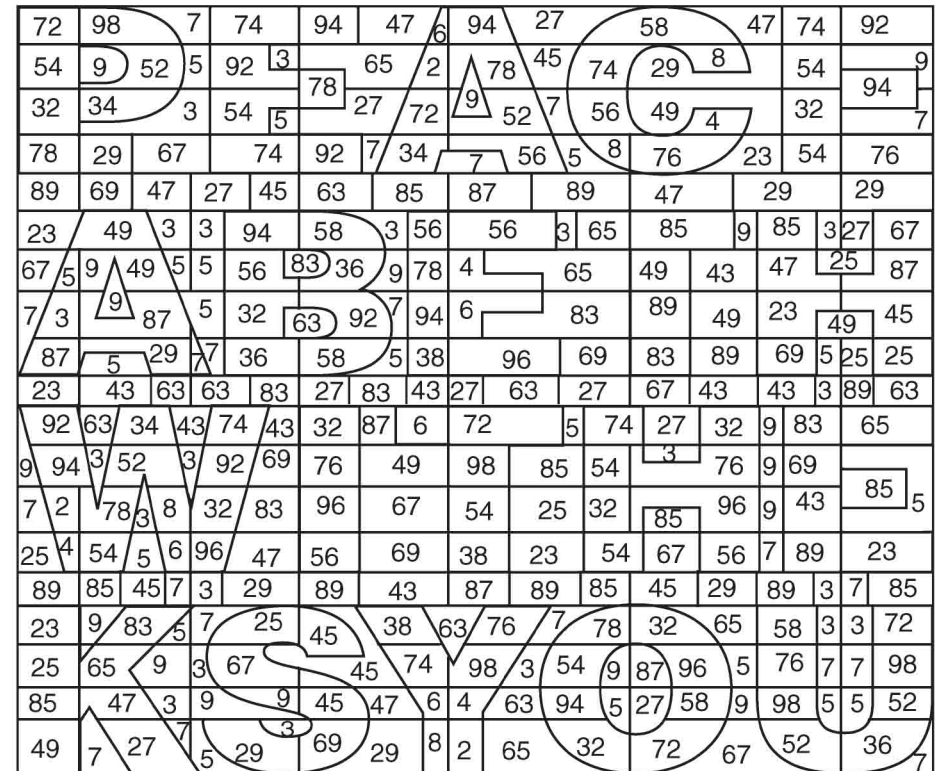 72 98 7 74 94 47 6 94 27 58 47 74 92
54 9 52 5 92 3 78 65 2 78 45 74 29 8 54 94 9
32 34 3 54 5 27 72 9 52 7 56 49 4 32 7
78 29 67 74 92 7 34 7 56 5 8 76 23 54 76
89 69 47 27 45 63 85 87 89 47 29 29
23 49 3 3 94 58 3 56 56 3 65 85 9 85 3 27 67
67 5 9 49 5 5 56 83 36 9 78 4 65 49 43 47 25 87
7 3 9 87 5 32 63 92 7 94 6 83 89 49 23 49 45
87 5 29 7 7 36 58 5 38 96 69 83 89 69 5 25 25
23 43 63 63 83 27 83 43 27 63 27 67 43 43 3 89 63
92 63 34 43 74 43 32 87 6 72 5 74 27 32 9 83 65
9 94 3 52 3 92 69 76 49 98 85 54 3 76 9 69 85
7 2 78 3 8 32 83 96 67 54 25 32 85 96 9 43 5
25 4 54 5 6 96 47 56 69 38 23 54 67 56 7 89 23
89 85 45 7 3 29 89 43 87 89 85 45 29 89 3 7 85
23 9 83 5 7 25 45 38 63 76 7 78 32 65 58 3 3 72
25 65 9 3 67 45 74 98 3 54 9 87 96 5 76 7 7 98
85 47 3 9 9 45 47 6 4 63 94 5 27 58 9 98 5 5 52
49 7 27 7 5 29 3 69 29 8 2 65 32 72 67 52 36 7